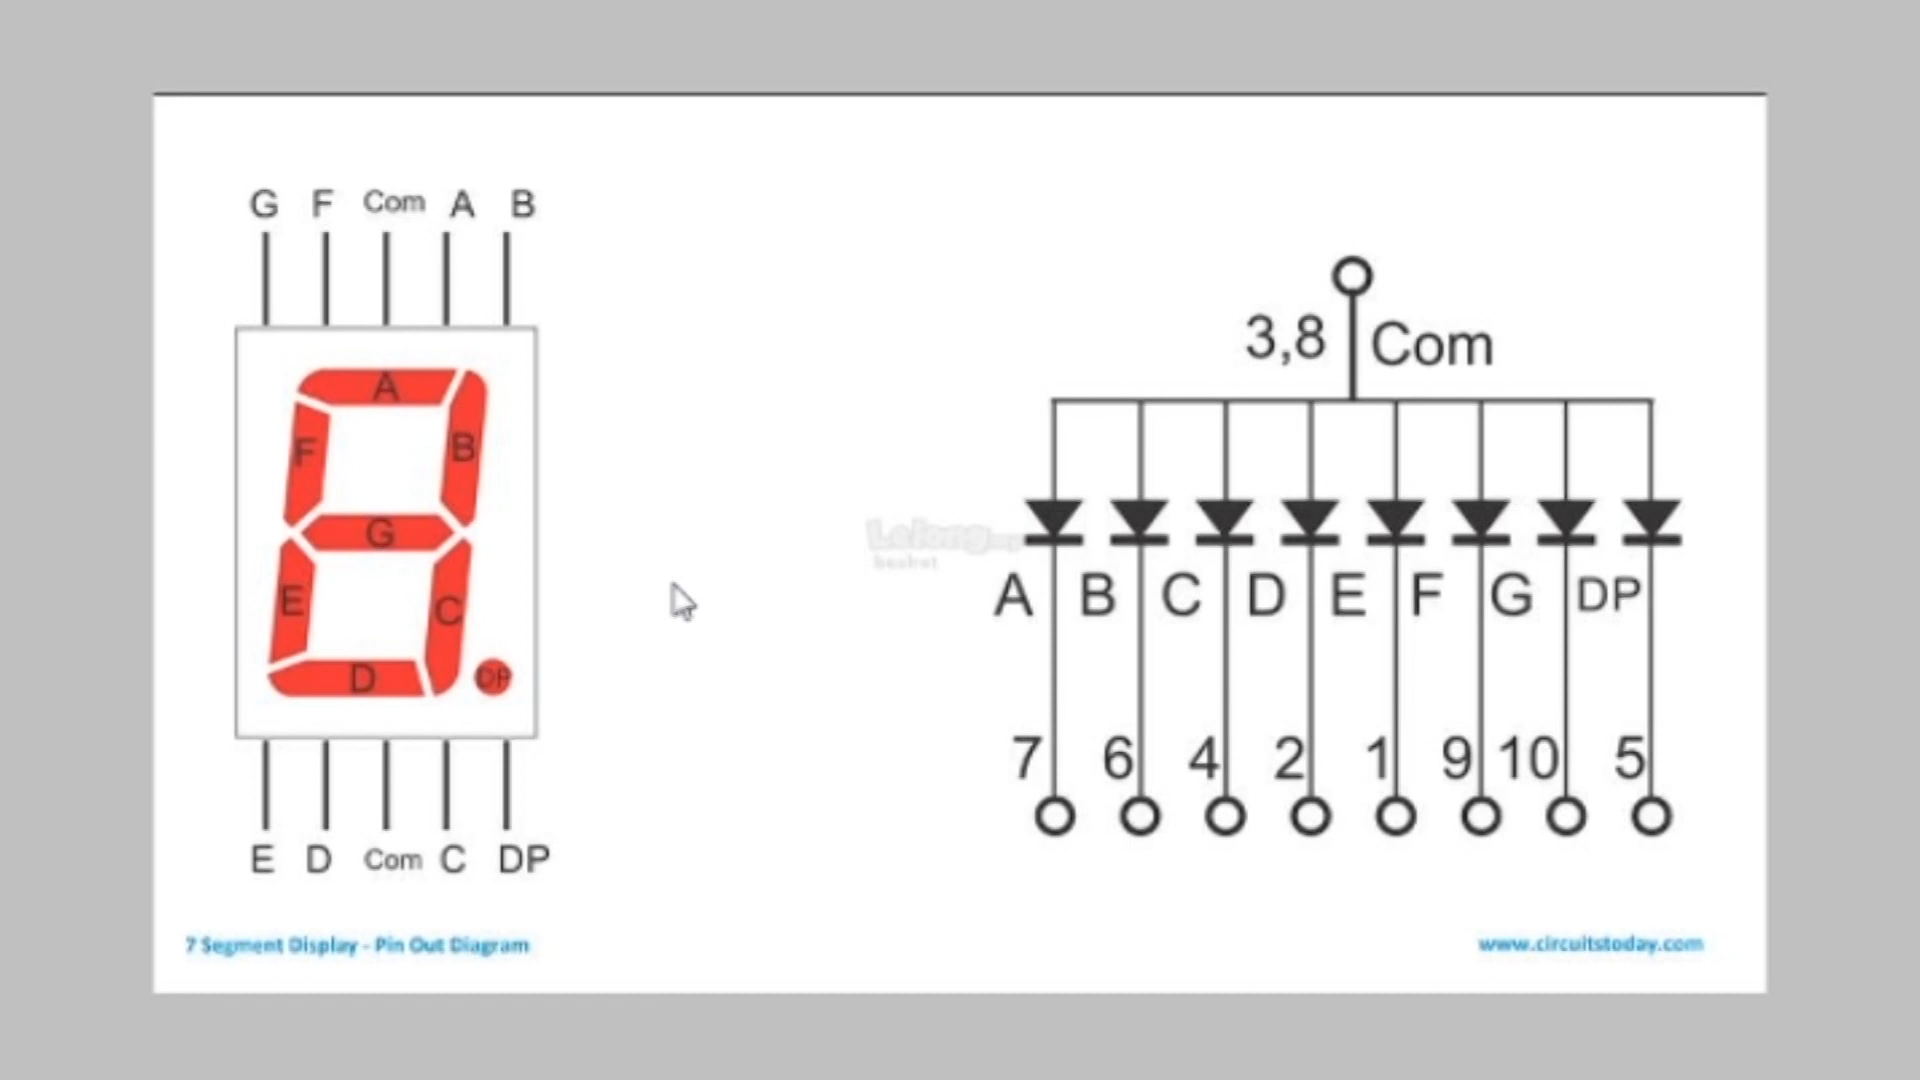 G F Com A B
A
F B
G
E C
D DP
E D Com C DP
3,8 Com
A B C D E F G DP
7 6 4 2 1 9 10 5
Lelong
7 Segment Display - Pin Out Diagram
www.circuitstoday.com